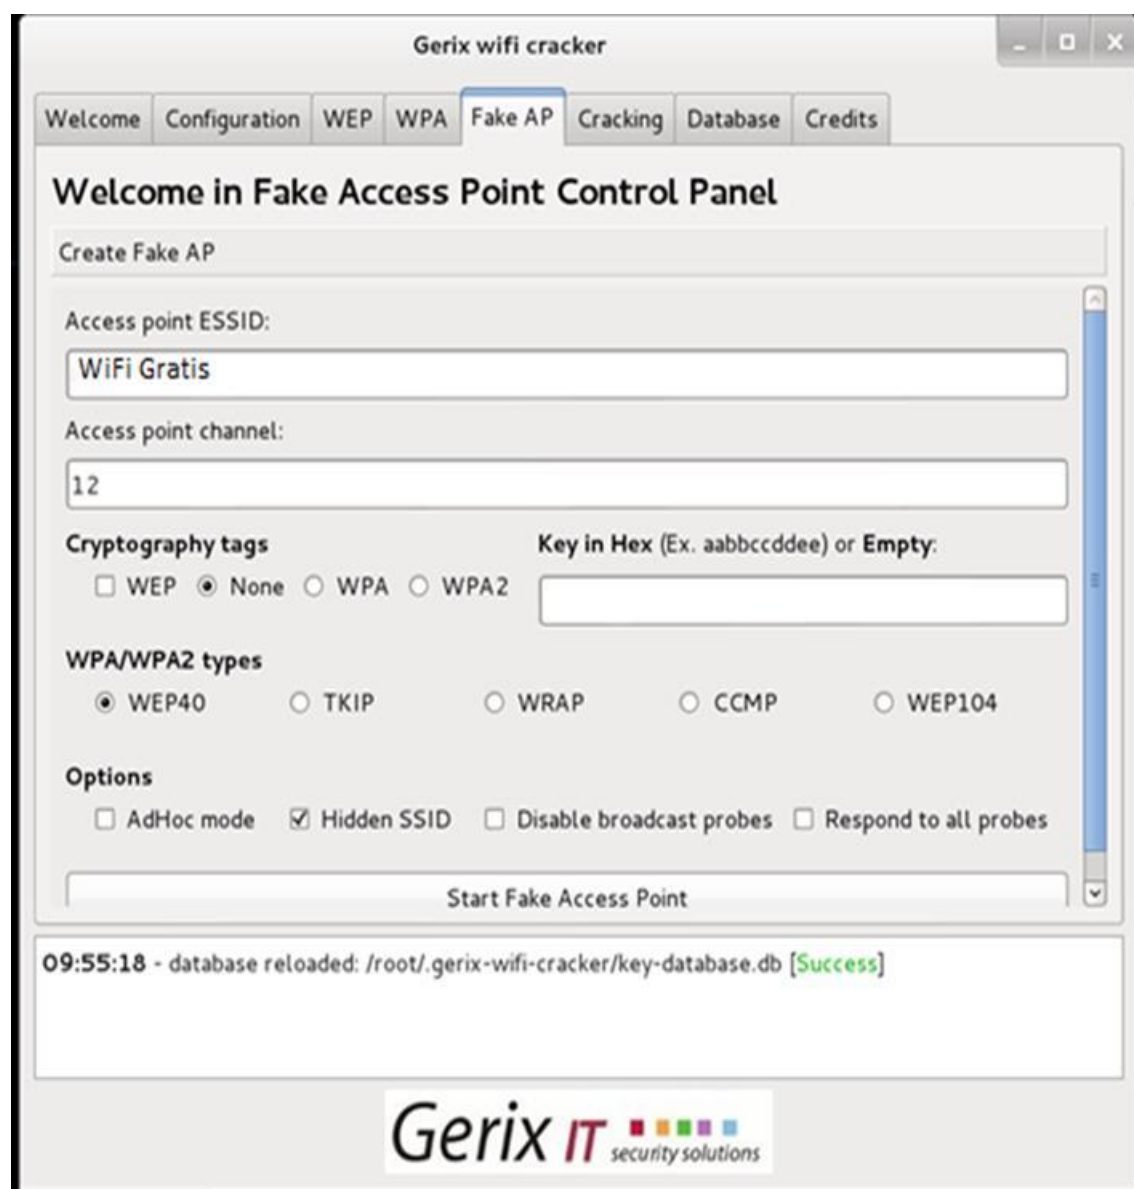 Gerix wifi cracker
Welcome Configuration WEP WPA Fake AP Cracking Database Credits
Welcome in Fake Access Point Control Panel
Create Fake AP
Access point ESSID:
WiFi Gratis
Access point channel:
12
Cryptography tags Key in Hex (Ex. aabbccddee) or Empty:
WEP None WPA WPA2
WPA/WPA2 types
WEP40 TKIP WRAP CCMP WEP104
Options
AdHoc mode Hidden SSID Disable broadcast probes Respond to all probes
Start Fake Access Point
09:55:18 - database reloaded: /root/.gerix-wifi-cracker/key-database.db [Success]
Gerix IT security solutions